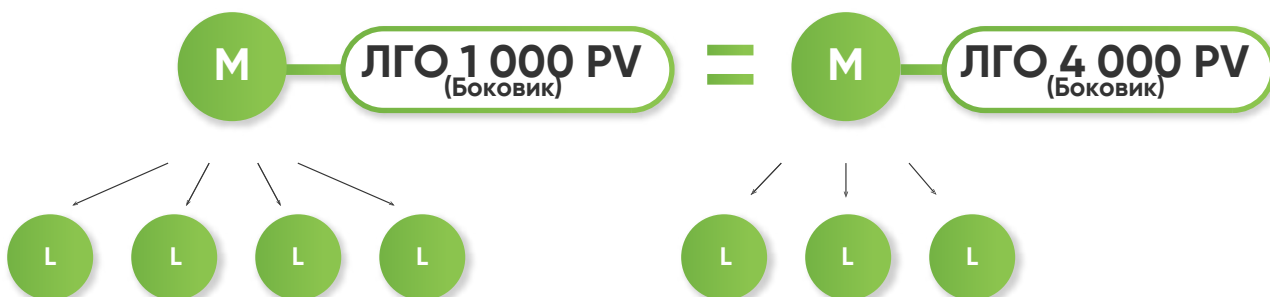 M
ЛГО 1 000 PV
(Боковик)
=
M
ЛГО 4 000 PV
(Боковик)
L L L L
L L L